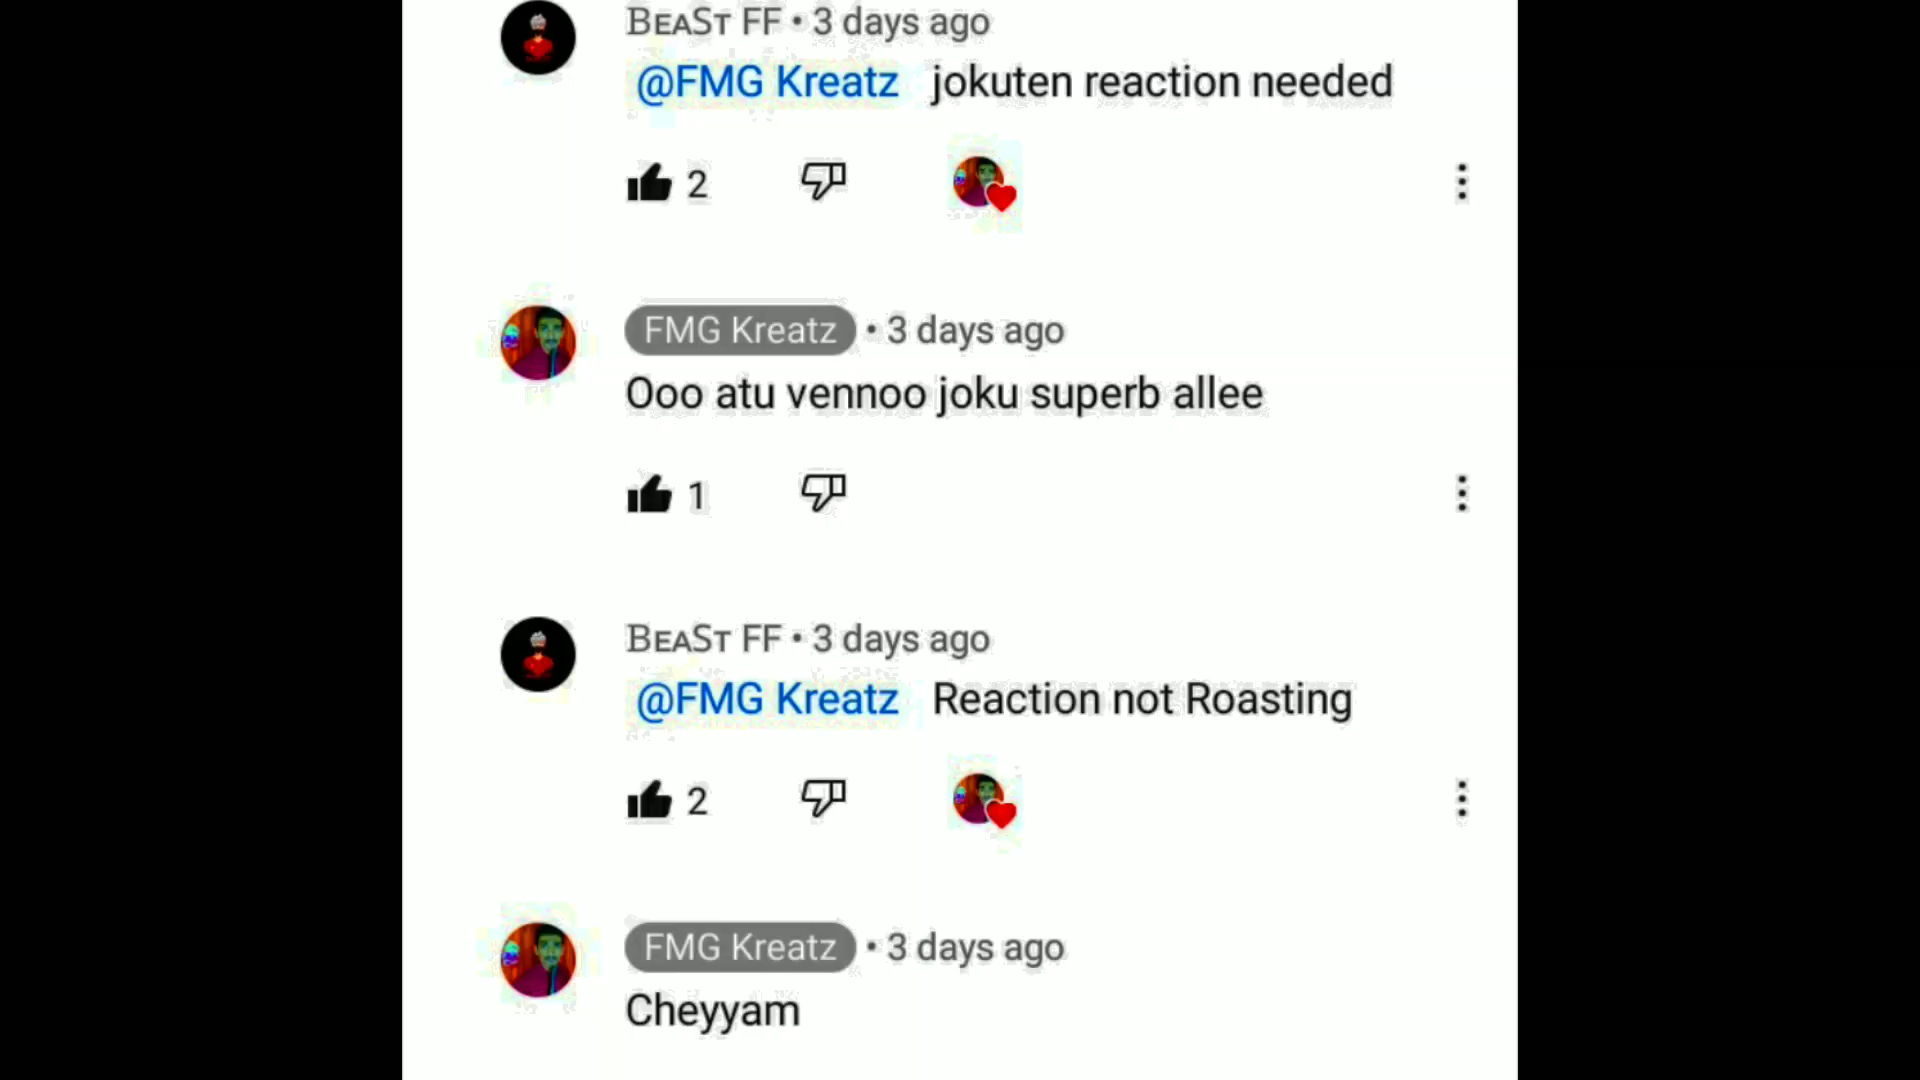 BᴇᴀSᴛ FF • 3 days ago
@FMG Kreatz jokuten reaction needed
2
FMG Kreatz • 3 days ago
Ooo atu vennoo joku superb allee
1
BᴇᴀSᴛ FF • 3 days ago
@FMG Kreatz Reaction not Roasting
2
FMG Kreatz • 3 days ago
Cheyyam